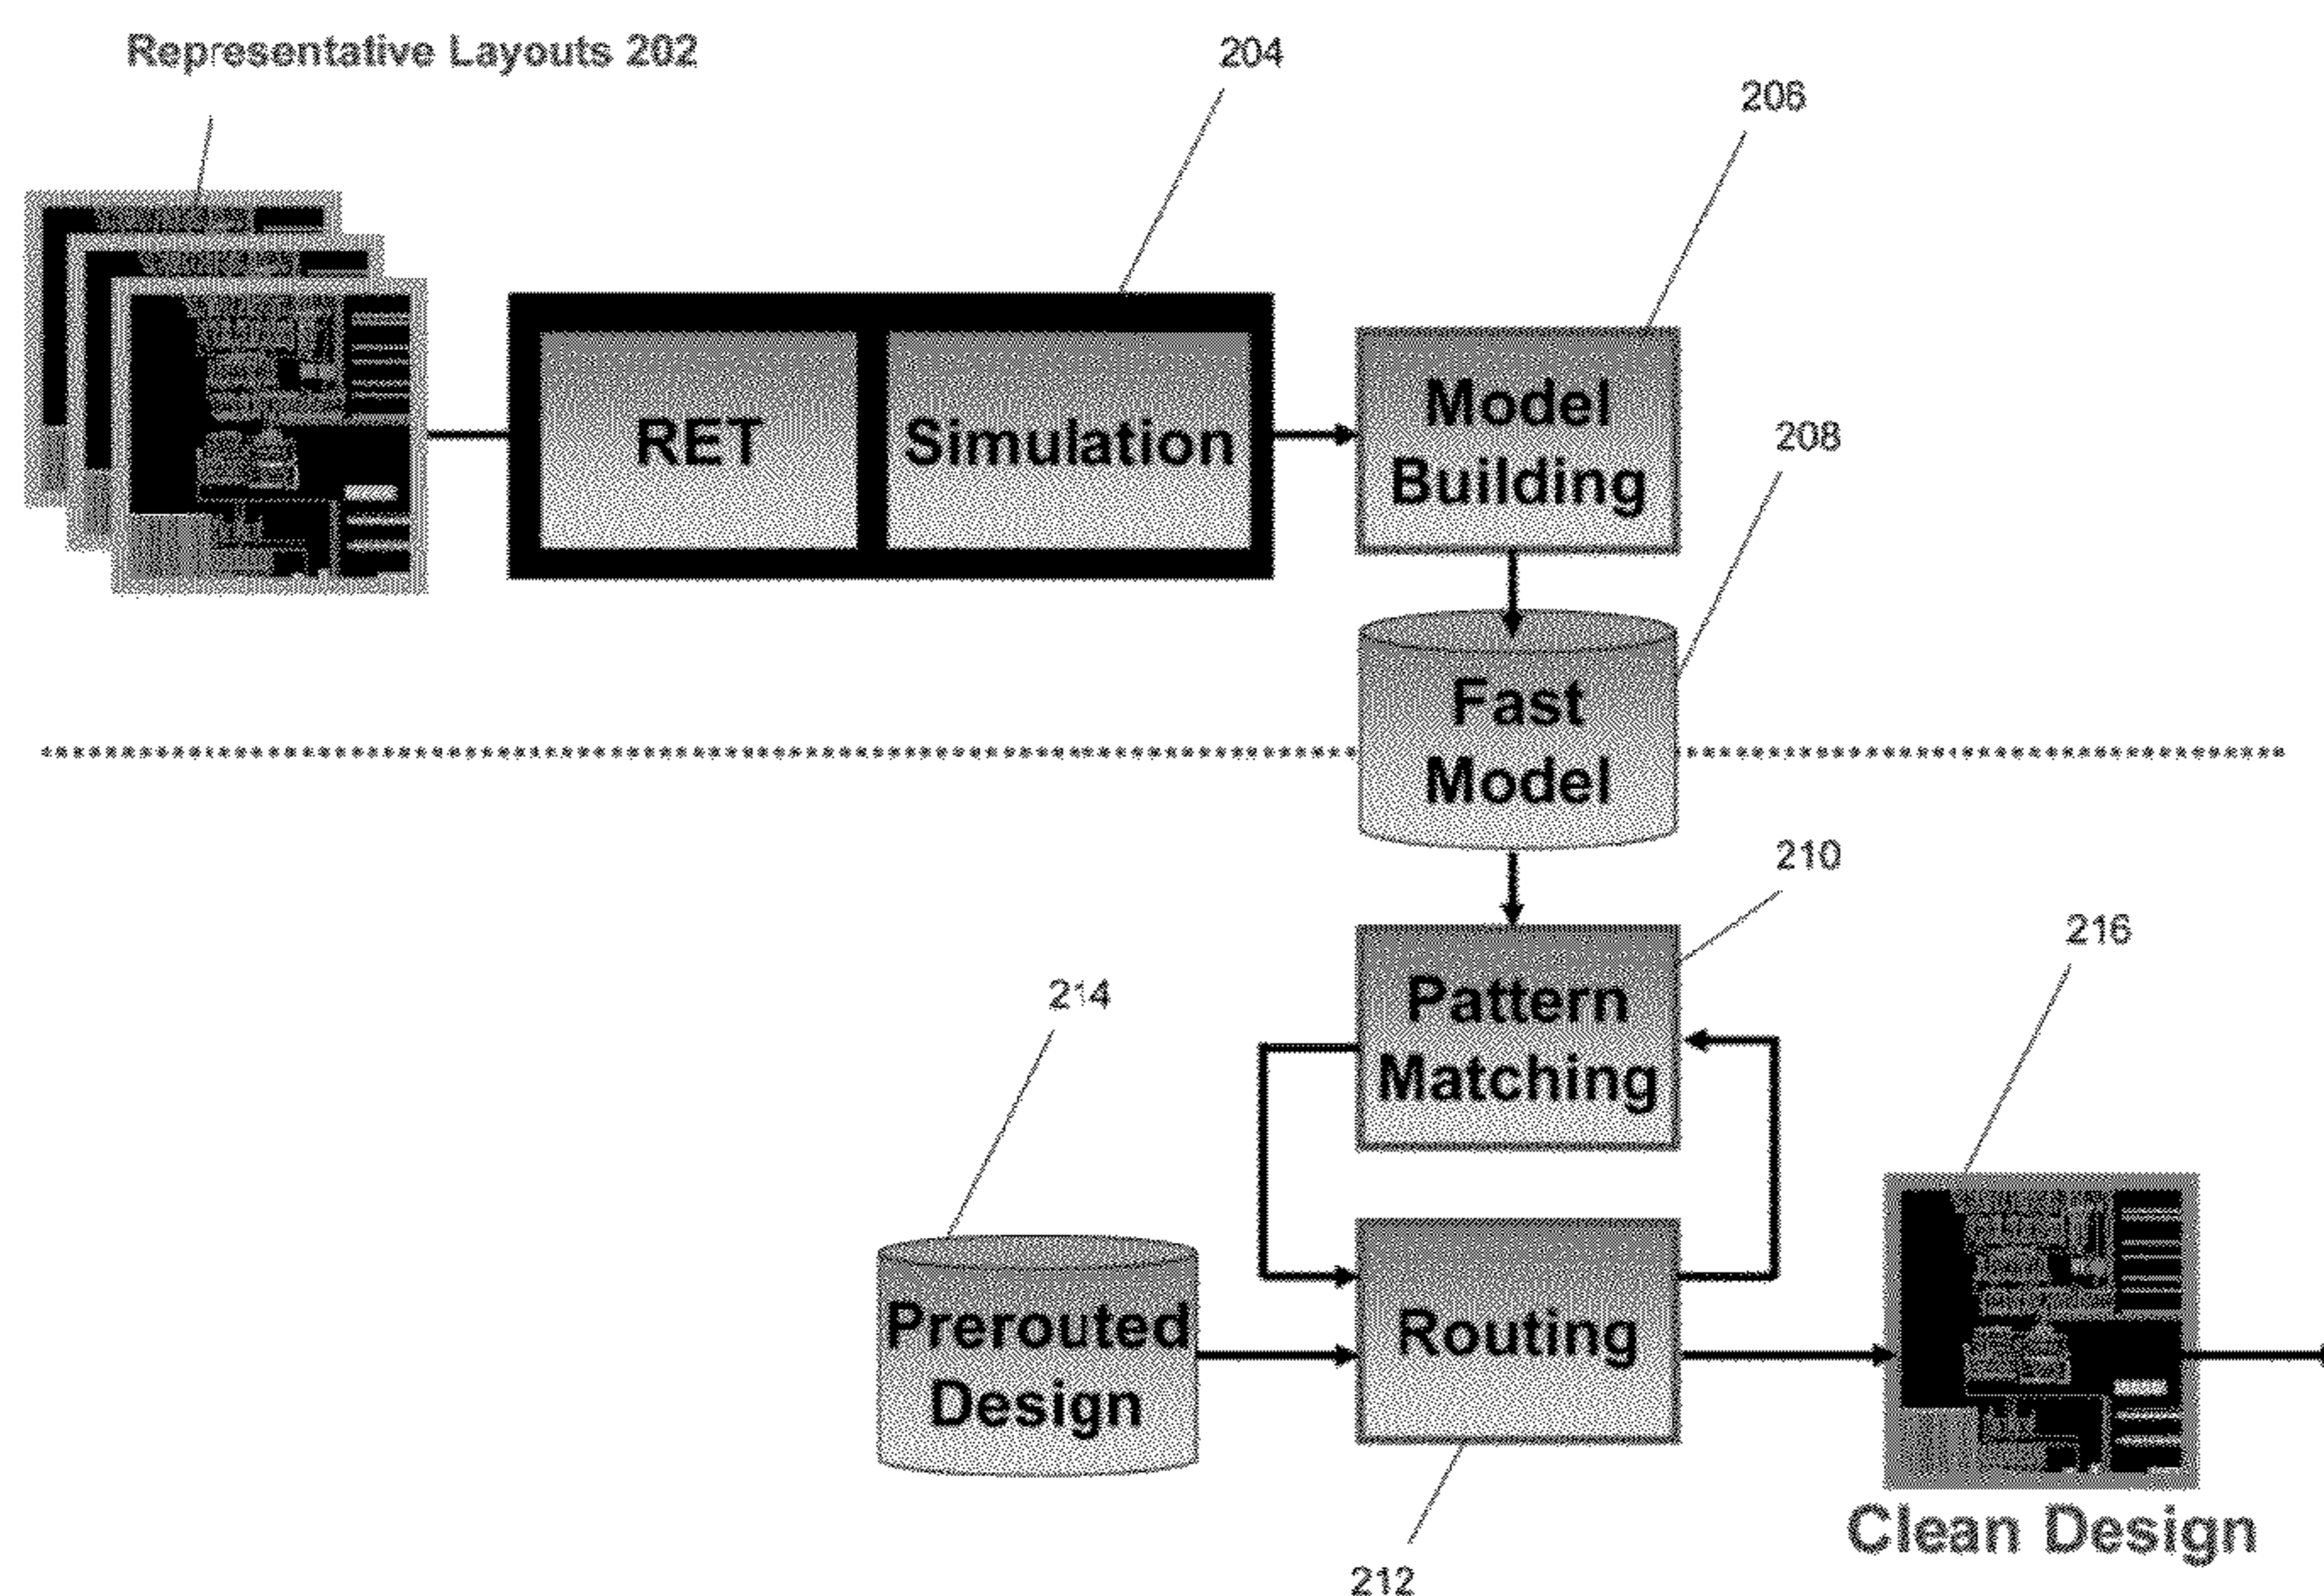 Representative Layouts 202
204
206
RET
Simulation
Model
Building
208
Fast
Model
210
Pattern
Matching
214
216
Prerouted
Design
Routing
212
Clean Design